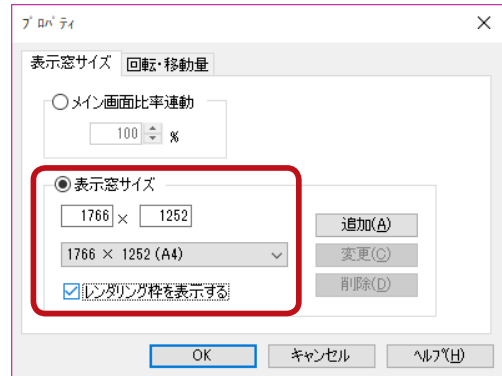 プロパティ
表示窓サイズ 回転・移動量
メイン画面比率連動
100 %
表示窓サイズ
1766 × 1252
追加(A)
1766 × 1252 (A4)
変更(C)
レンダリング枠を表示する
削除(D)
OK キャンセル ヘルプ(H)